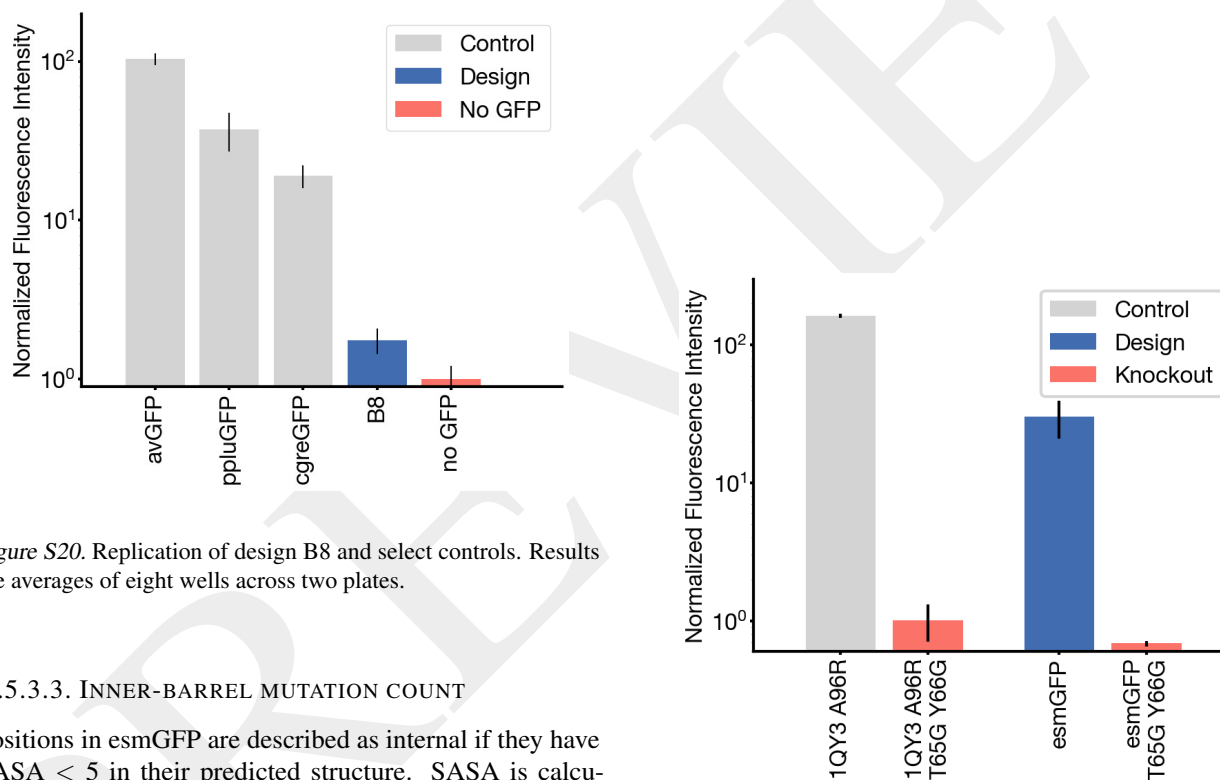 Normalized Fluorescence Intensity
10²
10¹
10⁰
Control
Design
No GFP
avGFP
ppluGFP
cgreGFP
B8
no GFP
gure S20. Replication of design B8 and select controls. Results
e averages of eight wells across two plates.
.5.3.3. INNER-BARREL MUTATION COUNT
ositions in esmGFP are described as internal if they have
ASA < 5 in their predicted structure. SASA is calcu-
Normalized Fluorescence Intensity
10²
10¹
10⁰
Control
Design
Knockout
1QY3 A96R
1QY3 A96R
T65G Y66G
esmGFP
esmGFP
T65G Y66G